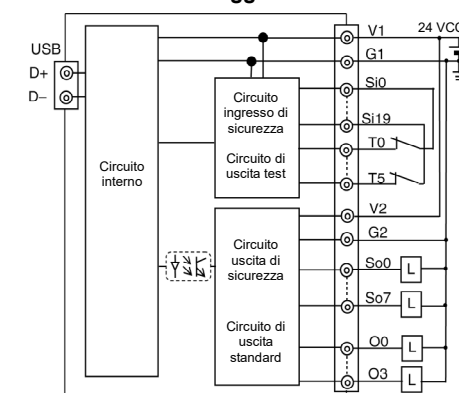 V1
24 VCC
USB
G1
D+
Si0
D–
Circuito
ingresso di
sicurezza
Si19
T0
Circuito
interno
Circuito di
uscita test
T5
V2
G2
Circuito
uscita di
sicurezza
So0
L
So7
L
Circuito di
uscita
standard
O0
L
O3
L